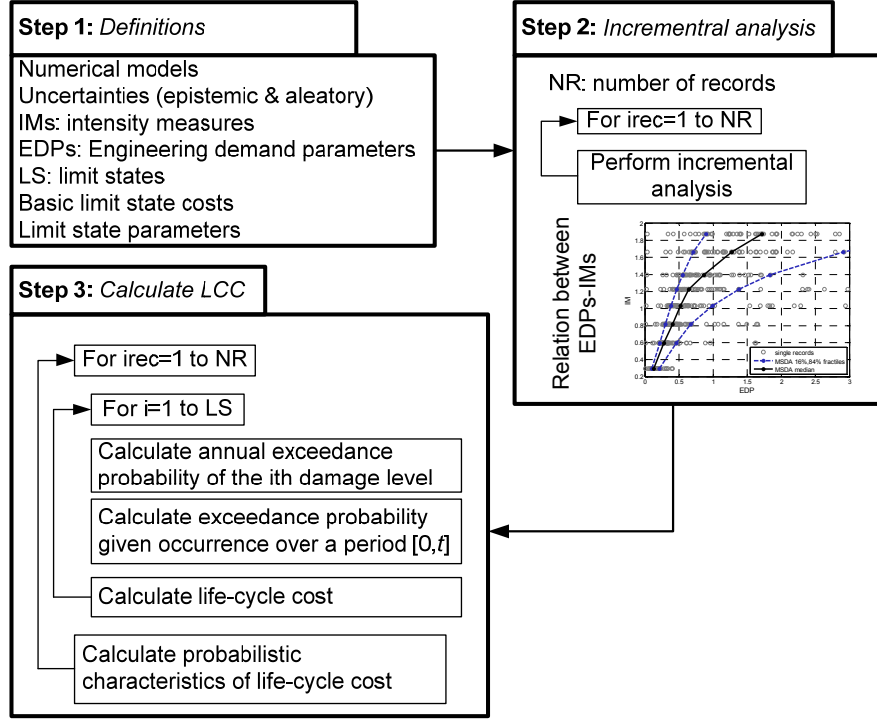 Step 1: Definitions
Numerical models
Uncertainties (epistemic & aleatory)
IMs: intensity measures
EDPs: Engineering demand parameters
LS: limit states
Basic limit state costs
Limit state parameters
Step 2: Incrementral analysis
NR: number of records
For irec=1 to NR
Perform incremental
analysis
Relation between
EDPs-IMs
2
1.8
1.6
1.4
1.2
1
0.8
0.6
0.4
0.2
IM
0
0.5
1
1.5
2
2.5
3
EDP
single records
MSDA 16%,84% fractiles
MSDA median
Step 3: Calculate LCC
For irec=1 to NR
For i=1 to LS
Calculate annual exceedance
probability of the ith damage level
Calculate exceedance probability
given occurrence over a period [0,t]
Calculate life-cycle cost
Calculate probabilistic
characteristics of life-cycle cost